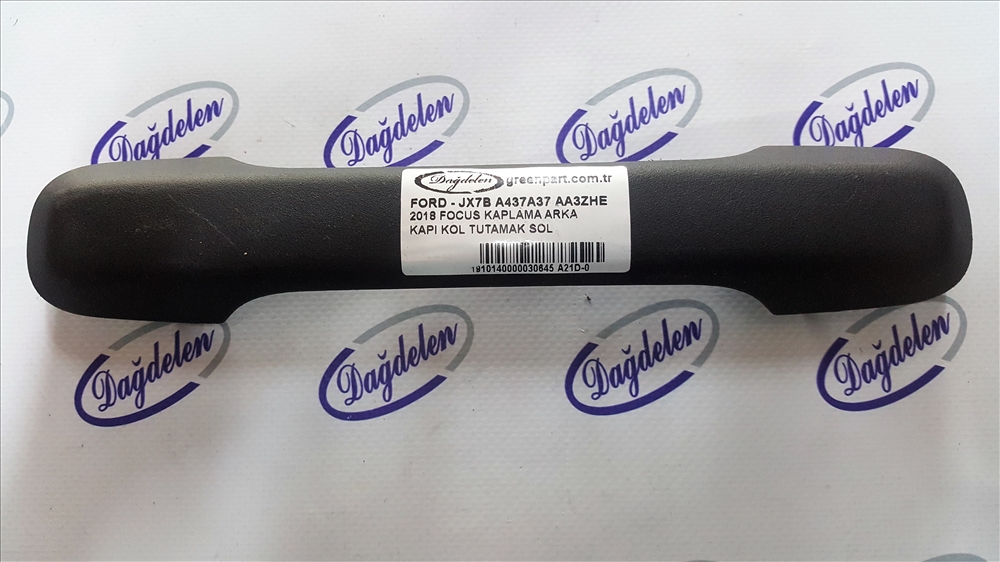 Dağdelen
Dağdelen
Dağdelen
Dağdelen
Dağdelen greenpart.com.tr
FORD - JX7B A437A37 AA3ZHE
2018 FOCUS KAPLAMA ARKA
KAPI KOL TUTAMAK SOL
1910140000030645 A21D-0
Dağdelen
Dağdelen
Dağdelen
Dağdelen